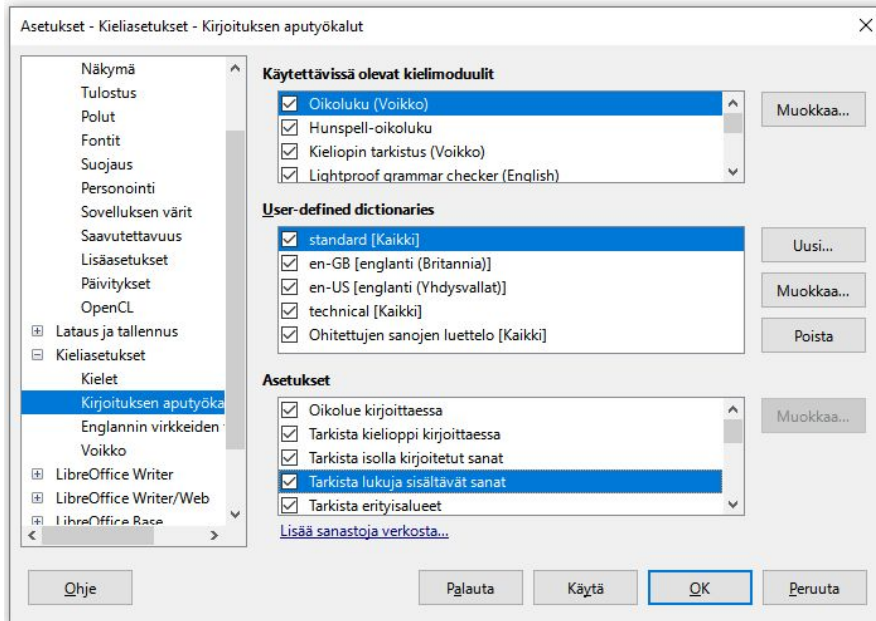 Asetukset - Kieliasetukset - Kirjoituksen aputyökalut
Näkymä
Tulostus
Polut
Fontit
Suojaus
Personointi
Sovelluksen värit
Saavutettavuus
Lisäasetukset
Päivitykset
OpenCL
Lataus ja tallennus
Kieliasetukset
Kielet
Kirjoituksen aputyöka
Englannin virkkeiden
Voikko
LibreOffice Writer
LibreOffice Writer/Web
LibreOffice Base
Käytettävissä olevat kielimoduulit
Oikoluku (Voikko)
Hunspell-oikoluku
Kieliopin tarkistus (Voikko)
Lightproof grammar checker (English)
Muokkaa...
User-defined dictionaries
standard [Kaikki]
en-GB [englanti (Britannia)]
en-US [englanti (Yhdysvallat)]
technical [Kaikki]
Ohitettujen sanojen luettelo [Kaikki]
Uusi...
Muokkaa...
Poista
Asetukset
Oikolue kirjoittaessa
Tarkista kielioppi kirjoittaessa
Tarkista isolla kirjoitetut sanat
Tarkista lukuja sisältävät sanat
Tarkista erityisalueet
Muokkaa...
Lisää sanastoja verkosta...
Ohje
Palauta
Käytä
OK
Peruuta